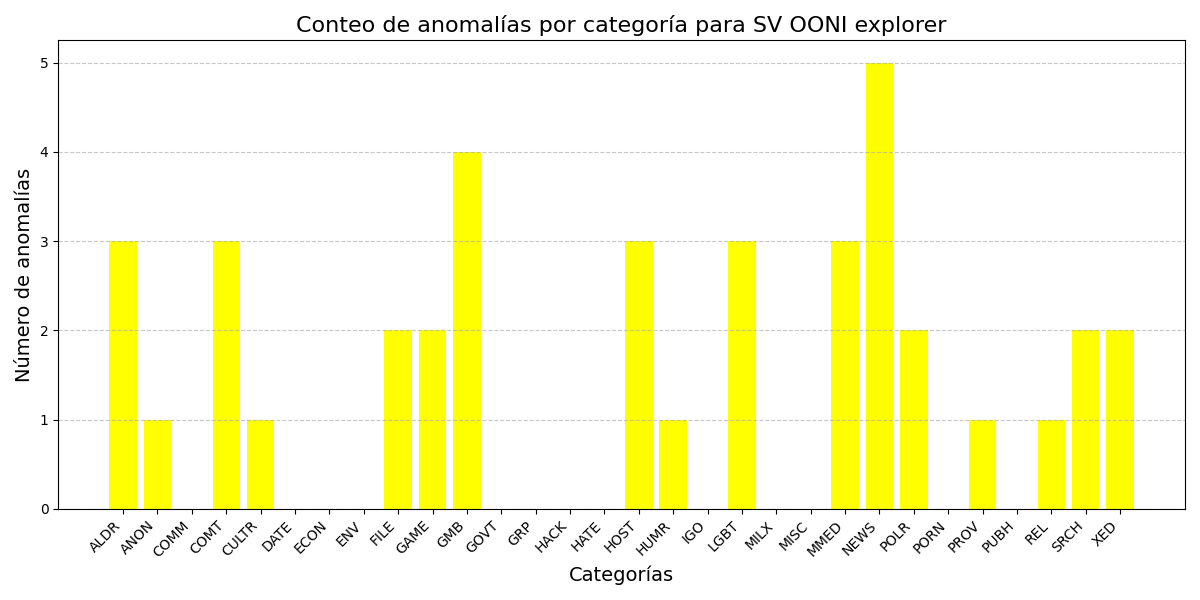 Conteo de anomalías por categoría para SV OONI explorer
Número de anomalías
5
4
3
2
1
0
ALDR
ANON
COMM
COMT
CULTR
DATE
ECON
ENV
FILE
GAME
GMB
GOVT
GRP
HACK
HATE
HOST
HUMR
IGO
LGBT
MILX
MISC
MMED
NEWS
POLR
PORN
PROV
PUBH
REL
SRCH
XED
Categorías